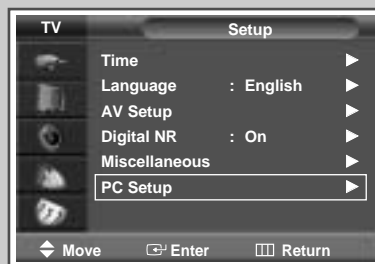 TV Setup
Time
Language : English
AV Setup
Digital NR : On
Miscellaneous
PC Setup
Move Enter Return